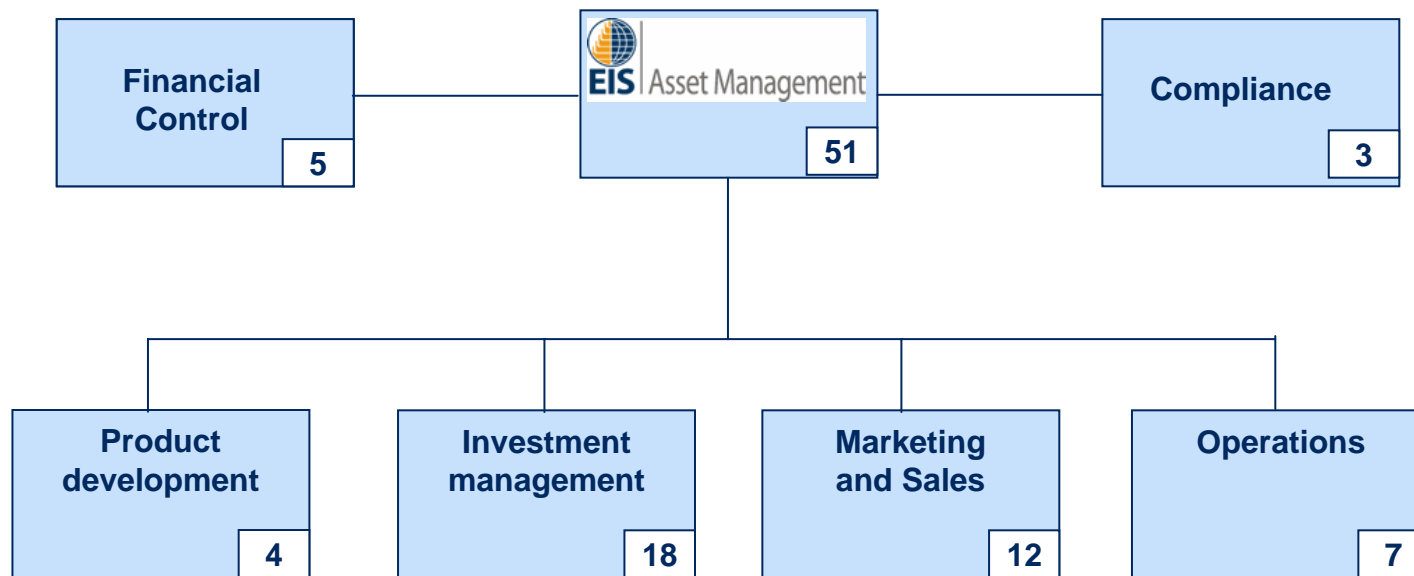 Financial
Control
5
EIS Asset Management
51
Compliance
3
Product
development
4
Investment
management
18
Marketing
and Sales
12
Operations
7